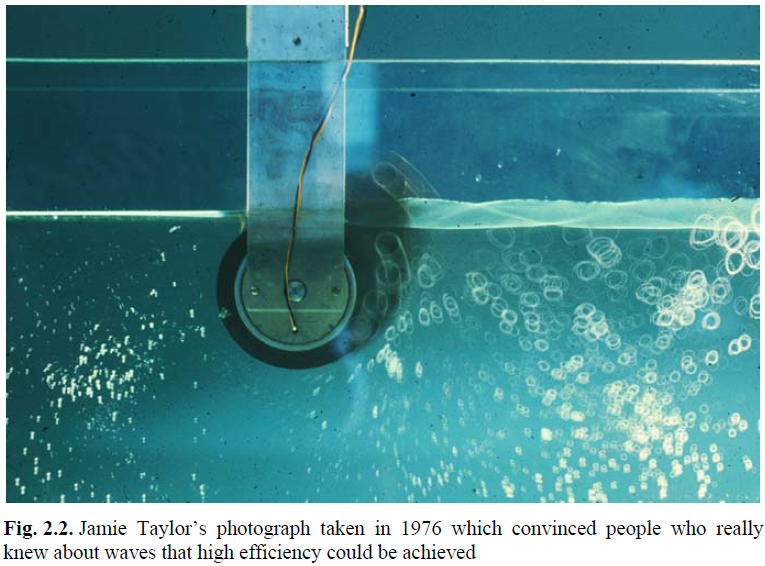 Fig. 2.2. Jamie Taylor's photograph taken in 1976 which convinced people who really
knew about waves that high efficiency could be achieved